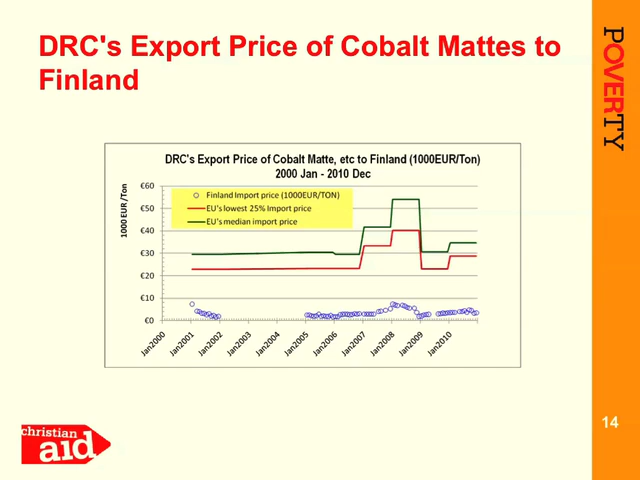 DRC's Export Price of Cobalt Mattes to
Finland
POVERTY
DRC's Export Price of Cobalt Matte, etc to Finland (1000EUR/Ton)
2000 Jan - 2010 Dec
1000 EUR /Ton
€60
€50
€40
€30
€20
€10
€0
Finland Import price (1000EUR/TON)
EU's lowest 25% Import price
EU's median import price
Jan2000
Jan2001
Jan2002
Jan2003
Jan2004
Jan2005
Jan2006
Jan2007
Jan2008
Jan2009
Jan2010
14
christian
aid